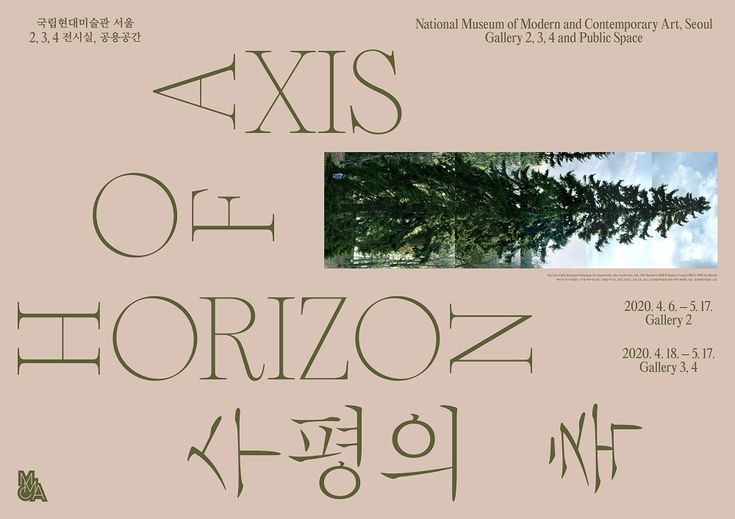 국립현대미술관 서울
2, 3, 4 전시실, 공용공간
National Museum of Modern and Contemporary Art, Seoul
Gallery 2, 3, 4 and Public Space
AXIS
OF
HORIZON
2020. 4. 6. – 5. 17.
Gallery 2
2020. 4. 18. – 5. 17.
Gallery 3, 4
수평의 축
MMCA